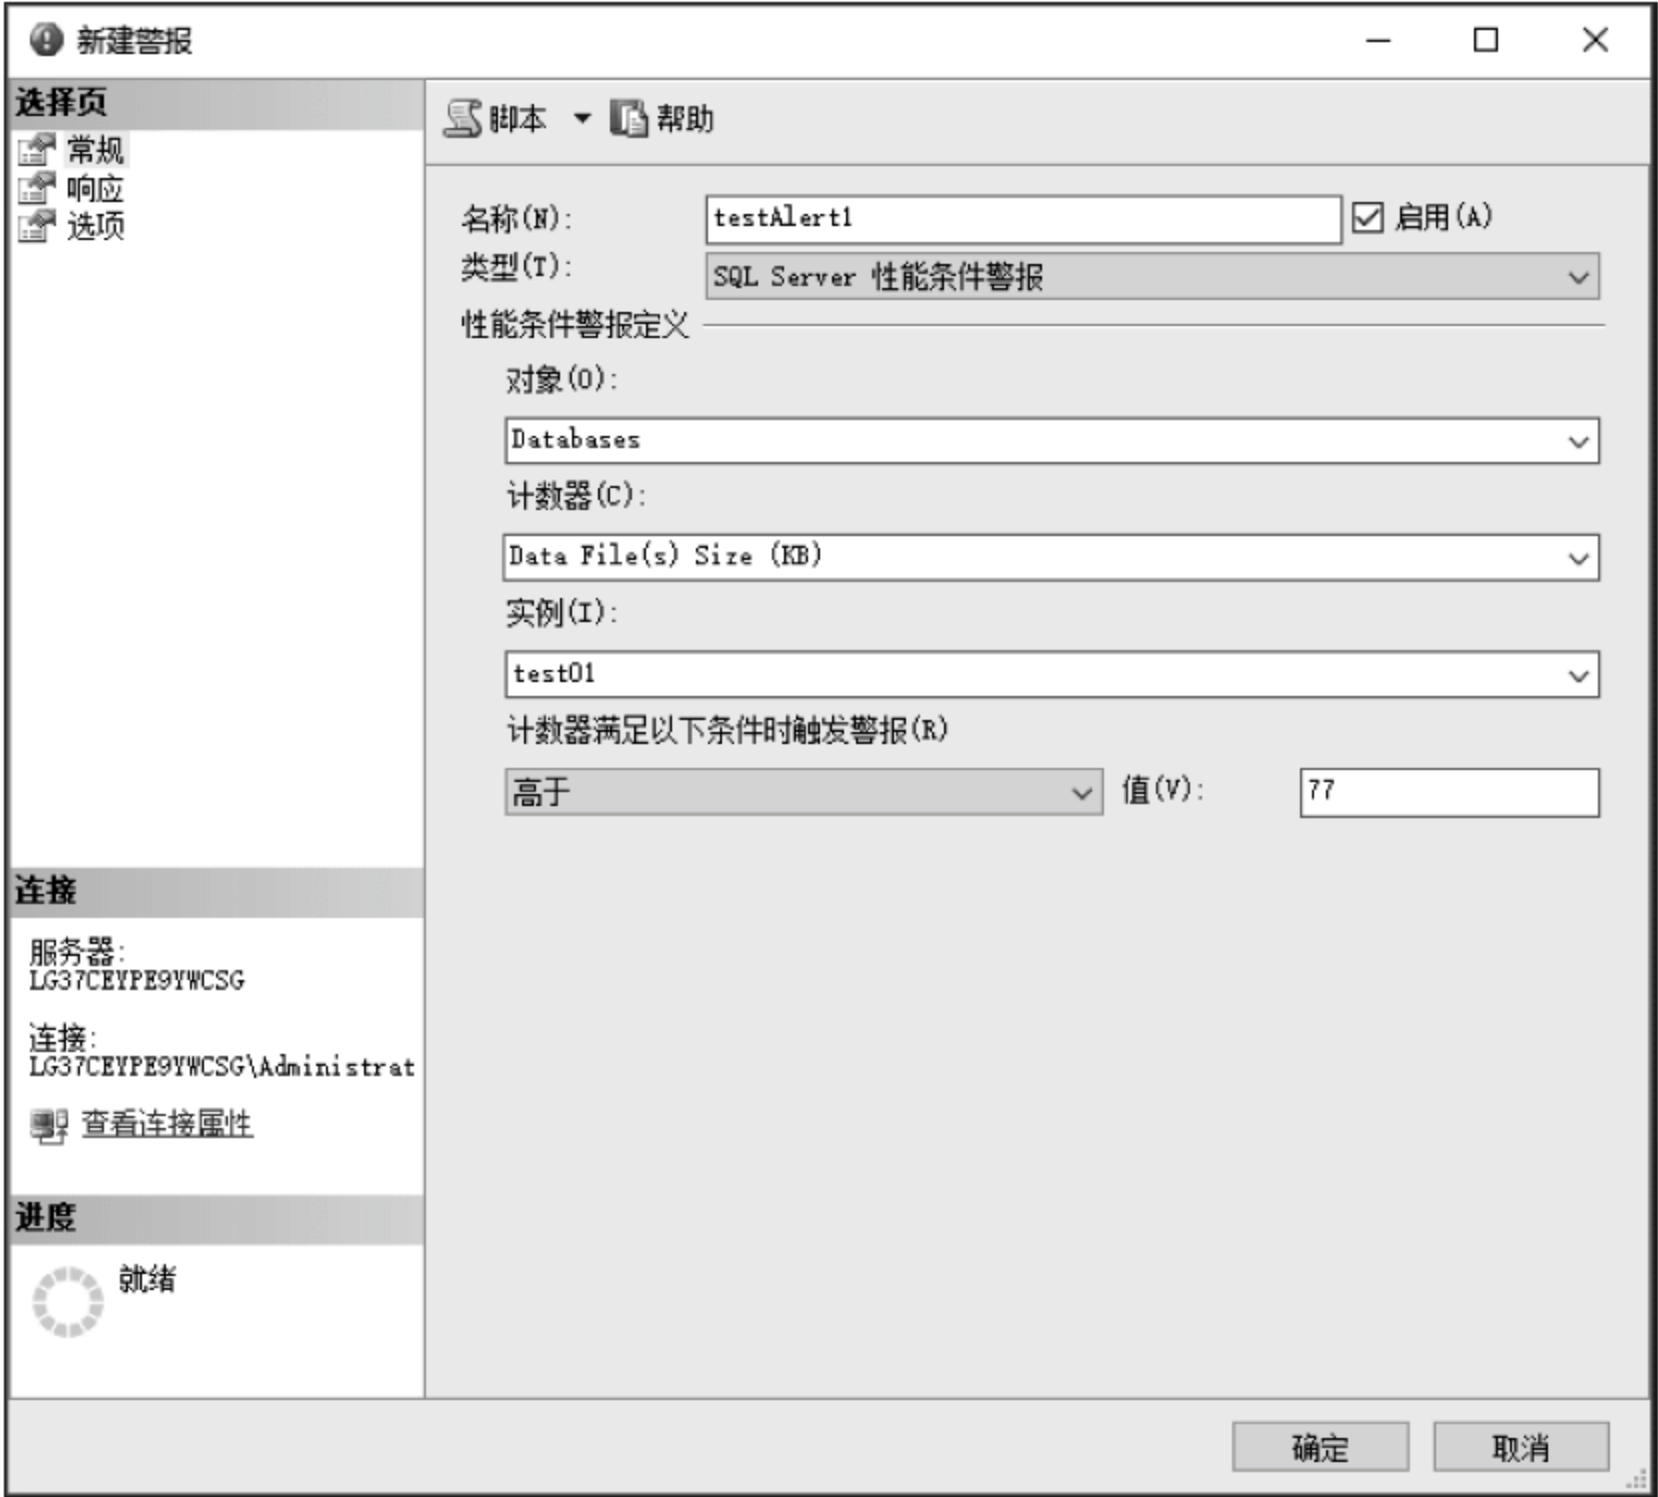 新建警报
选择页
常规
响应
选项
脚本 帮助
名称(N): testAlert1 启用(A)
类型(T): SQL Server 性能条件警报
性能条件警报定义
对象(O):
Databases
计数器(C):
Data File(s) Size (KB)
实例(I):
test01
计数器满足以下条件时触发警报(R)
高于 值(V): 77
连接
服务器:
LG37CEYPE9YWCSG
连接:
LG37CEYPE9YWCSG\Administrat
查看连接属性
进度
就绪
确定 取消